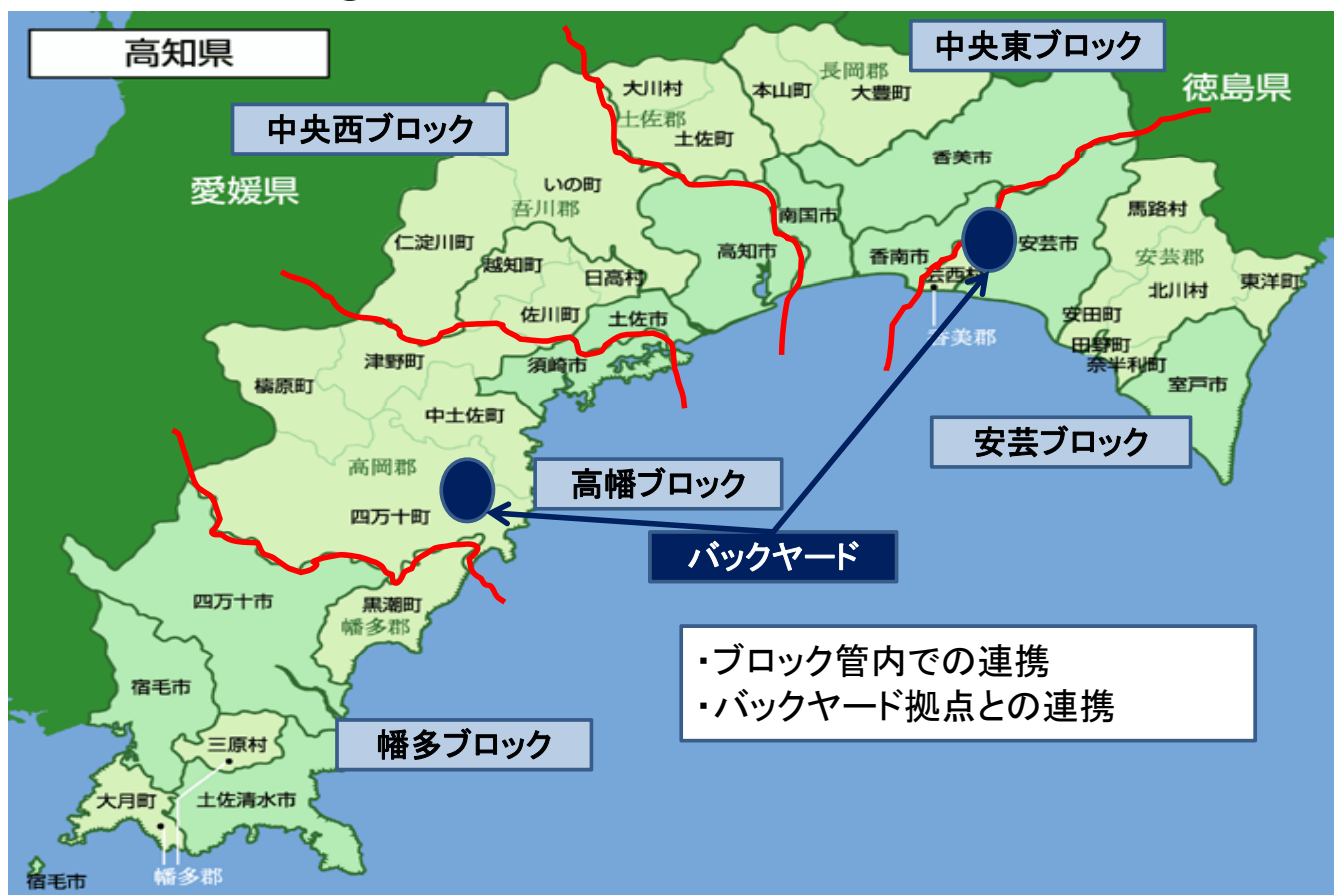 高知県
中央東ブロック
徳島県
中央西ブロック
愛媛県
大川村
土佐郡
土佐町
本山町
長岡郡
大豊町
香美市
いの町
吾川郡
仁淀川町
越知町
日高村
佐川町
土佐市
高知市
南国市
香南市
芸西村
香美郡
安芸市
馬路村
安芸郡
北川村
東洋町
安田町
田野町
奈半利町
室戸市
津野町
須崎市
梼原町
中土佐町
高岡郡
四万十町
高幡ブロック
安芸ブロック
バックヤード
四万十市
黒潮町
幡多郡
宿毛市
三原村
大月町
土佐清水市
幡多ブロック
・ブロック管内での連携
・バックヤード拠点との連携
宿毛市
幡多郡